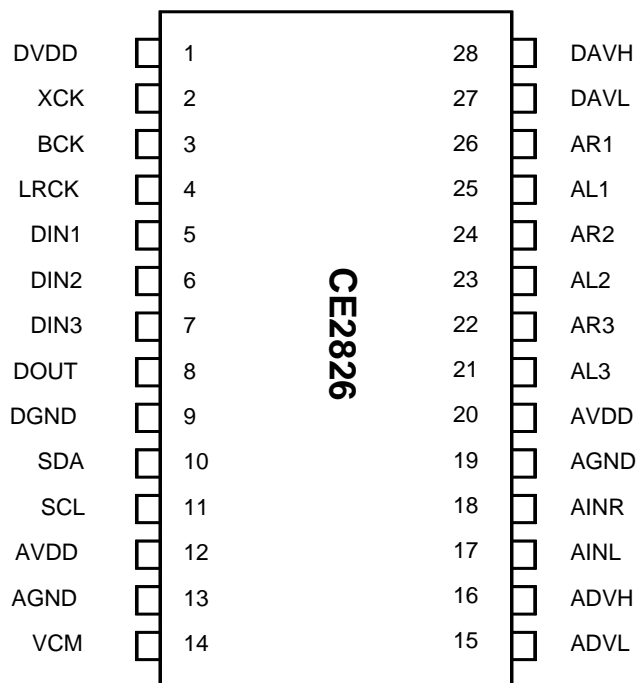 DVDD 1 28 DAVH
XCK 2 27 DAVL
BCK 3 26 AR1
LRCK 4 25 AL1
DIN1 5 24 AR2
DIN2 6 23 AL2
DIN3 7 22 AR3
DOUT 8 21 AL3
DGND 9 20 AVDD
SDA 10 19 AGND
SCL 11 18 AINR
AVDD 12 17 AINL
AGND 13 16 ADVH
VCM 14 15 ADVL
CE2826